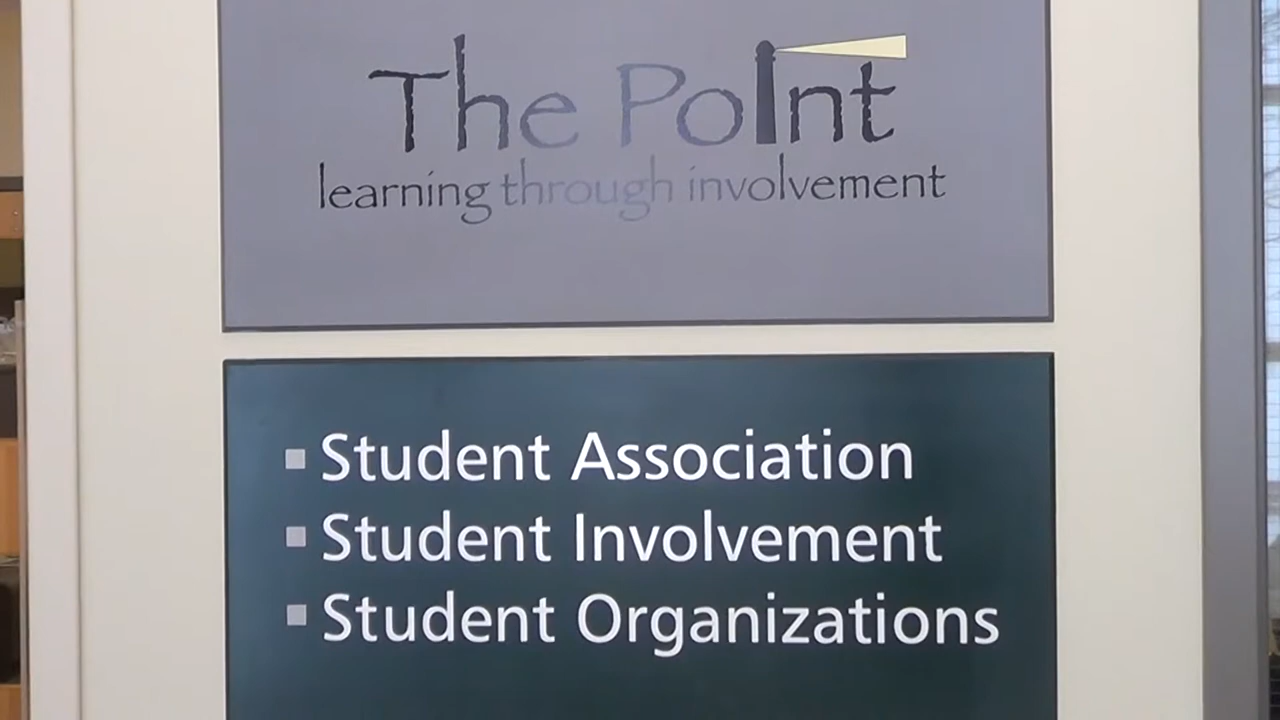 The PoInt
learning through involvement
Student Association
Student Involvement
Student Organizations